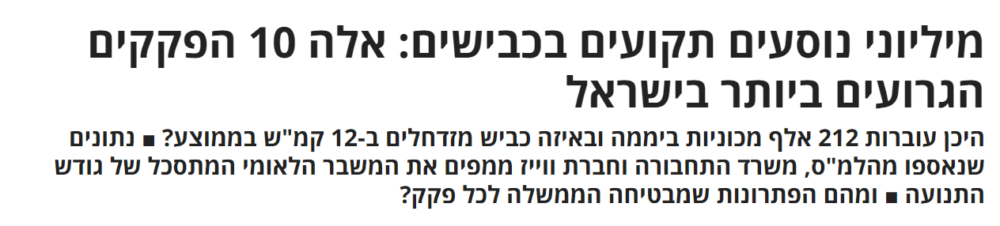 מיליוני נוסעים תקועים בכבישים: אלה 10 הפקקים
הגרועים ביותר בישראל
היכן עוברות 212 אלף מכוניות ביממה ובאיזה כביש מזדחלים ב-12 קמ"ש בממוצע? ■ נתונים
שנאספו מהלמ"ס, משרד התחבורה וחברת ווייז ממפים את המשבר הלאומי המתסכל של גודש
התנועה ■ ומהם הפתרונות שמבטיחה הממשלה לכל פקק?